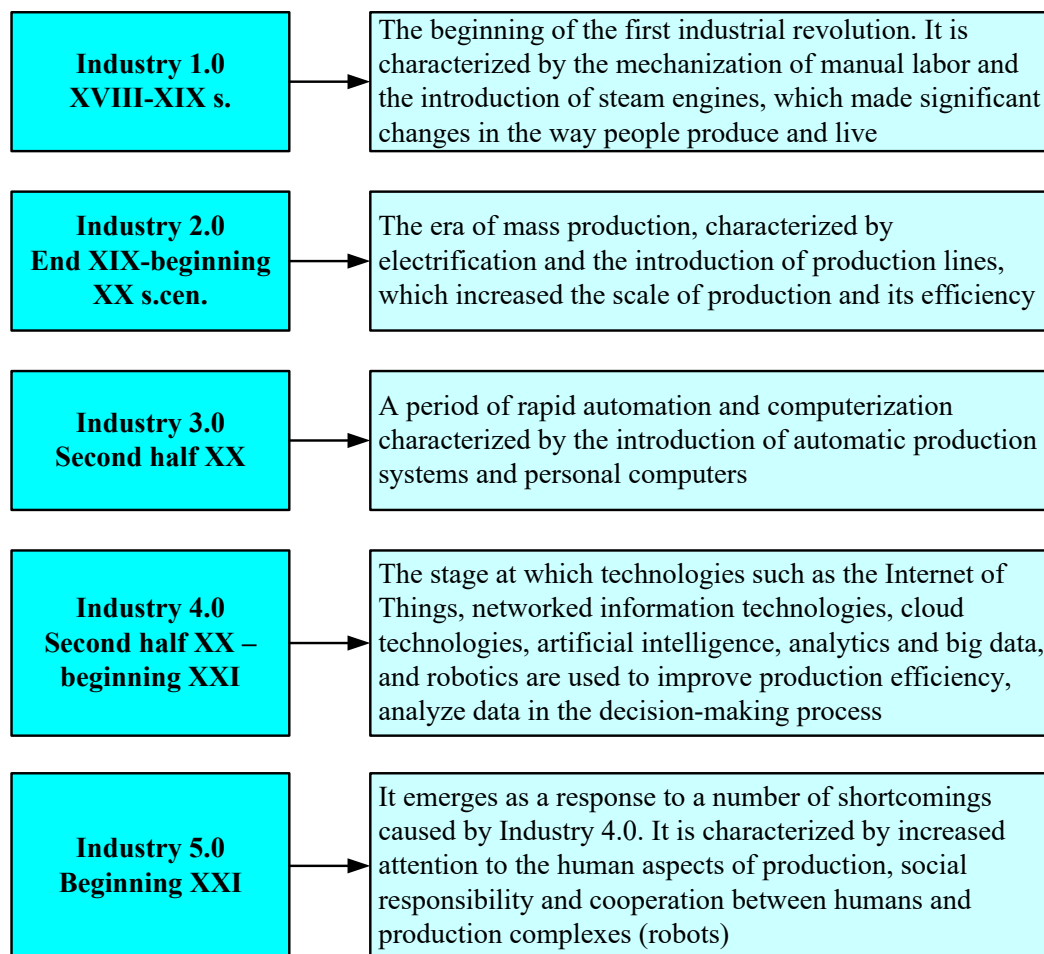 Industry 1.0
XVIII-XIX s.
The beginning of the first industrial revolution. It is
characterized by the mechanization of manual labor and
the introduction of steam engines, which made significant
changes in the way people produce and live
Industry 2.0
End XIX-beginning
XX s.cen.
The era of mass production, characterized by
electrification and the introduction of production lines,
which increased the scale of production and its efficiency
Industry 3.0
Second half XX
A period of rapid automation and computerization
characterized by the introduction of automatic production
systems and personal computers
Industry 4.0
Second half XX –
beginning XXI
The stage at which technologies such as the Internet of
Things, networked information technologies, cloud
technologies, artificial intelligence, analytics and big data,
and robotics are used to improve production efficiency,
analyze data in the decision-making process
Industry 5.0
Beginning XXI
It emerges as a response to a number of shortcomings
caused by Industry 4.0. It is characterized by increased
attention to the human aspects of production, social
responsibility and cooperation between humans and
production complexes (robots)